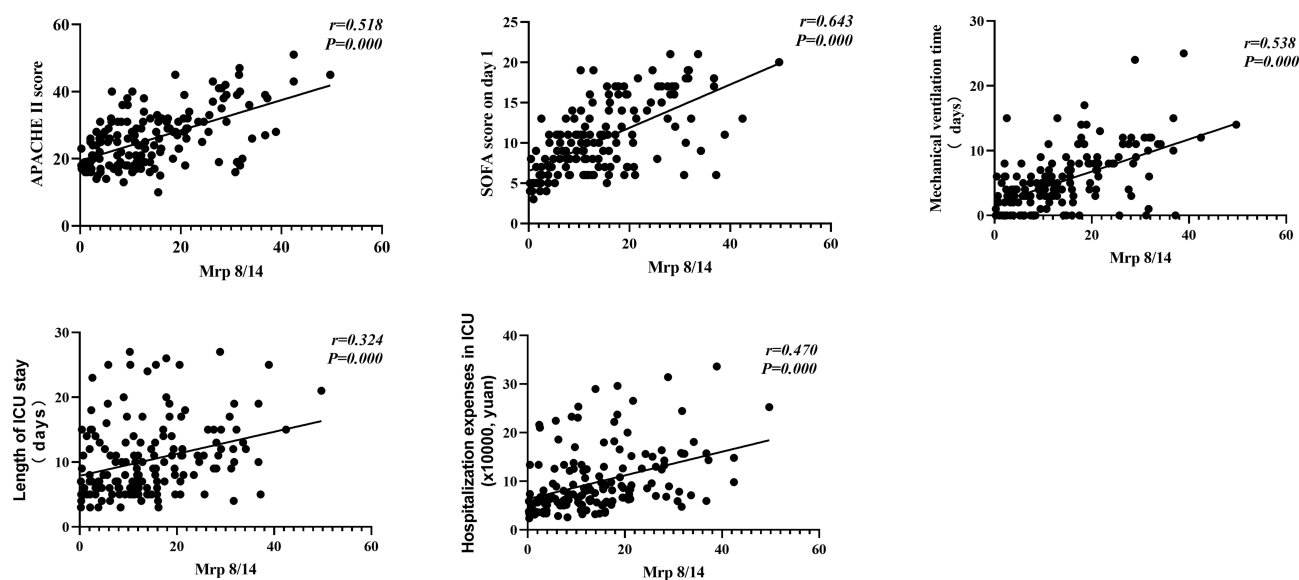 r=0.518
P=0.000
APACHE II score
60
40
20
0
0 20 40 60
Mrp 8/14
r=0.643
P=0.000
SOFA score on day 1
25
20
15
10
5
0
0 20 40 60
Mrp 8/14
r=0.538
P=0.000
Mechanical ventilation time
( days)
30
20
10
0
0 20 40 60
Mrp 8/14
r=0.324
P=0.000
Length of ICU stay
( days)
30
20
10
0
0 20 40 60
Mrp 8/14
r=0.470
P=0.000
Hospitalization expenses in ICU
(x10000, yuan)
40
30
20
10
0
0 20 40 60
Mrp 8/14